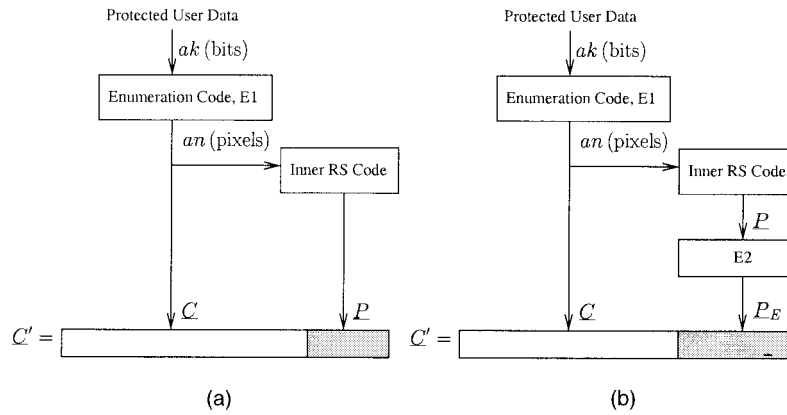 Protected User Data
ak (bits)
Enumeration Code, E1
an (pixels)
Inner RS Code
C
P
C' =
(a)
Protected User Data
ak (bits)
Enumeration Code, E1
an (pixels)
Inner RS Code
P
E2
C
P_E
C' =
(b)